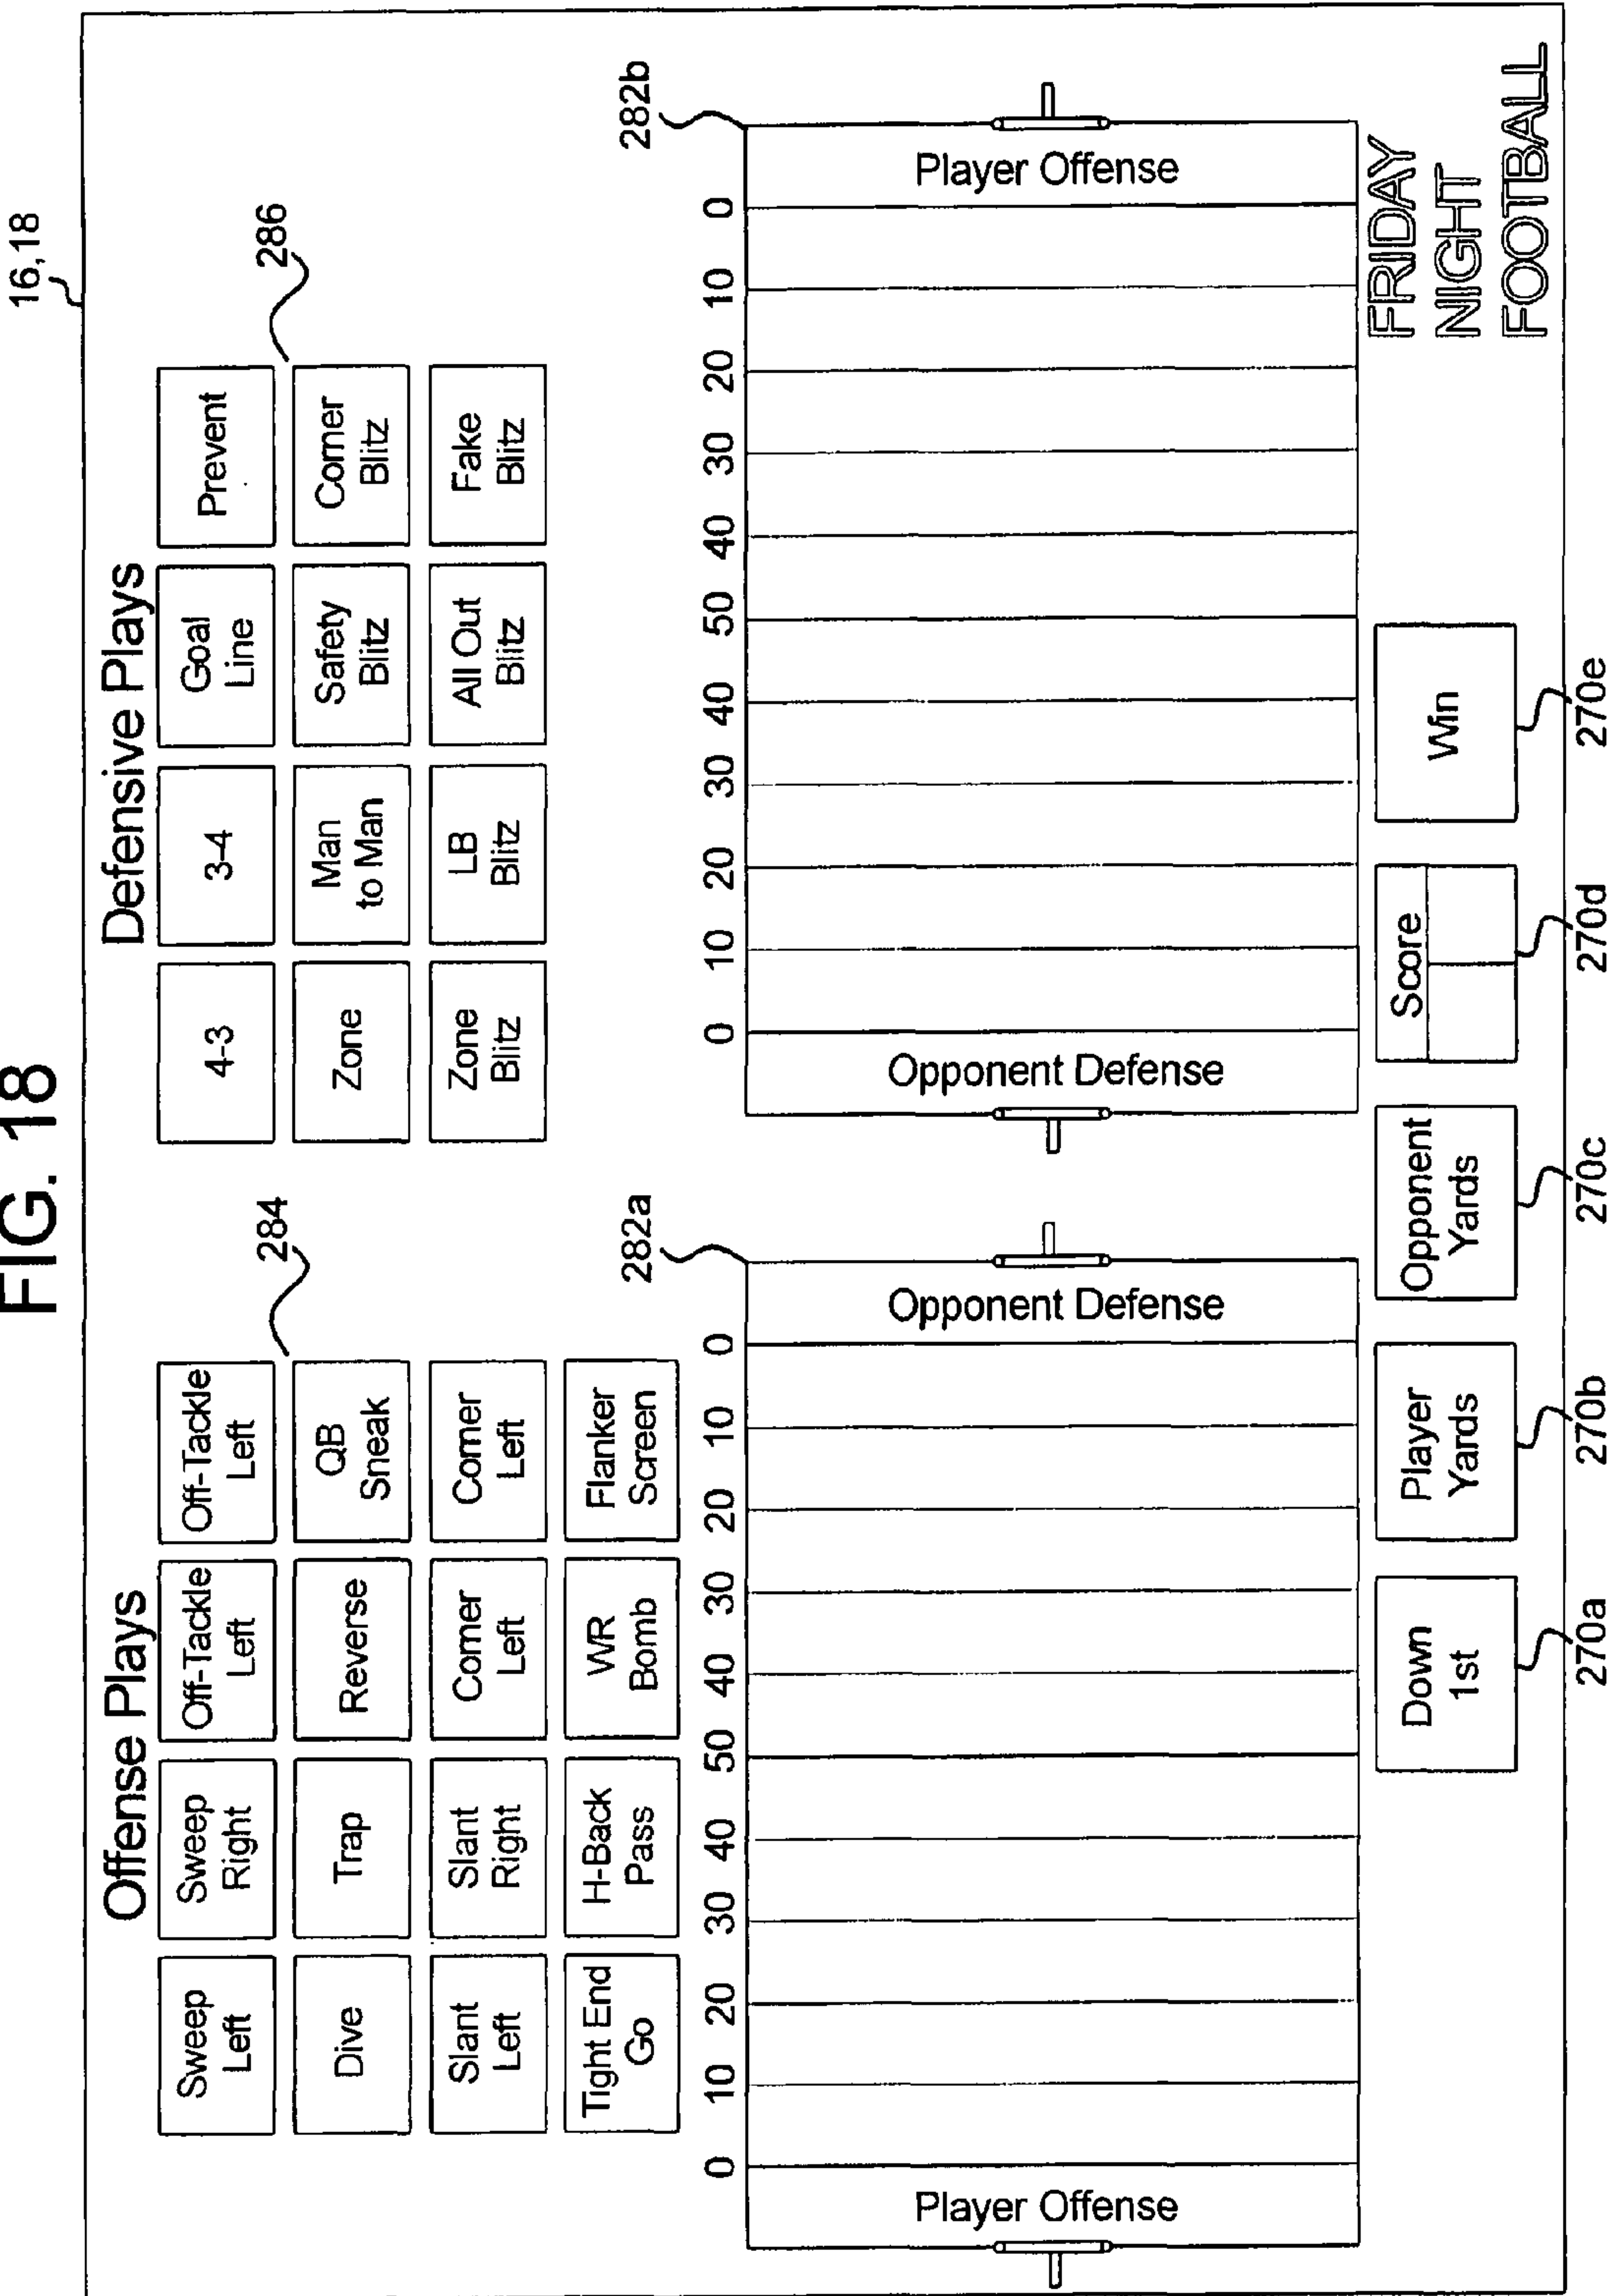 FIG. 18
16,18
Offense Plays
Sweep
Left
Sweep
Right
Off-Tackle
Left
Off-Tackle
Left
Dive
Trap
Reverse
QB
Sneak
Slant
Left
Slant
Right
Corner
Left
Corner
Left
Tight End
Go
H-Back
Pass
WR
Bomb
Flanker
Screen
284
Defensive Plays
4-3
3-4
Goal
Line
Prevent
Zone
Man
to Man
Safety
Blitz
Corner
Blitz
Zone
Blitz
LB
Blitz
All Out
Blitz
Fake
Blitz
286
282a
0 10 20 30 40 50 40 30 20 10 0
Player Offense
Opponent Defense
282b
0 10 20 30 40 50 40 30 20 10 0
Opponent Defense
Player Offense
Down
1st
Player
Yards
Opponent
Yards
Score
Win
FRIDAY
NIGHT
FOOTBALL
270a
270b
270c
270d
270e